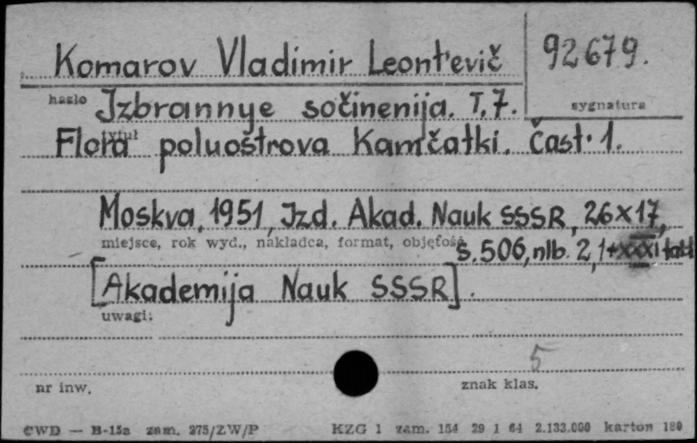 Komarov Vladimir Leont'evič 92679.
hasło Izbrannye sočinenija. T. 7. sygnatura
tytuł Flora poluostrova Kamčatki. Čast' 1.
Moskva, 1951, Izd. Akad. Nauk SSSR, 26x17,
miejsce, rok wyd., nakładca, format, objętość
s. 506, nlb. 2, 1+XXXI tabl
[Akademija Nauk SSSR].
uwagi:
5
nr inw. znak klas.
CWD — B-15a zam. 275/ZW/P KZG 1 zam. 154 29 1 64 2.133.000 karton 180